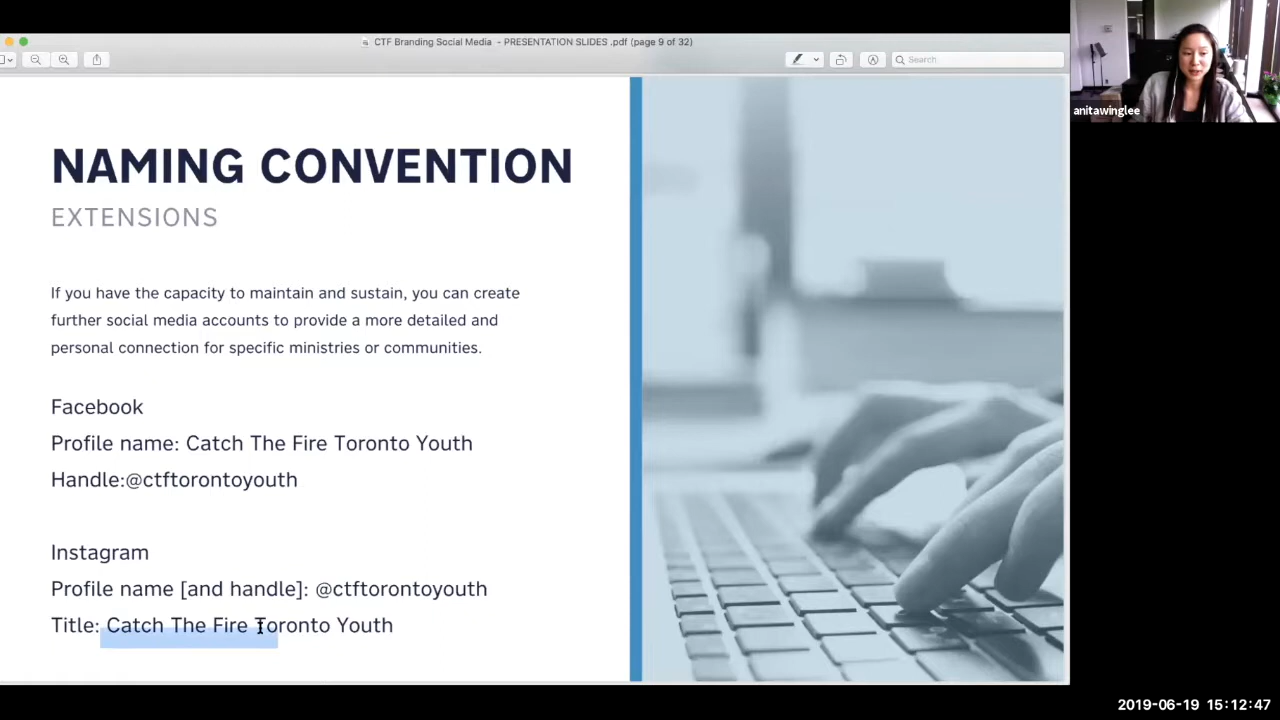 CTF Branding Social Media - PRESENTATION SLIDES .pdf (page 9 of 32)
Search
anitawinglee
NAMING CONVENTION
EXTENSIONS
If you have the capacity to maintain and sustain, you can create
further social media accounts to provide a more detailed and
personal connection for specific ministries or communities.
Facebook
Profile name: Catch The Fire Toronto Youth
Handle:@ctftorontoyouth
Instagram
Profile name [and handle]: @ctftorontoyouth
Title: Catch The Fire Toronto Youth
2019-06-19 15:12:47